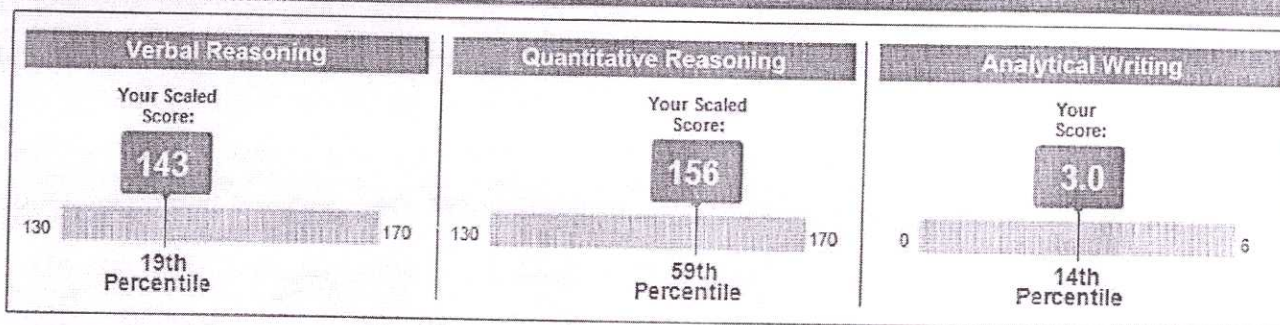 Verbal Reasoning
Your Scaled
Score:
143
130
170
19th
Percentile
Quantitative Reasoning
Your Scaled
Score:
156
130
170
59th
Percentile
Analytical Writing
Your
Score:
3.0
0
6
14th
Percentile